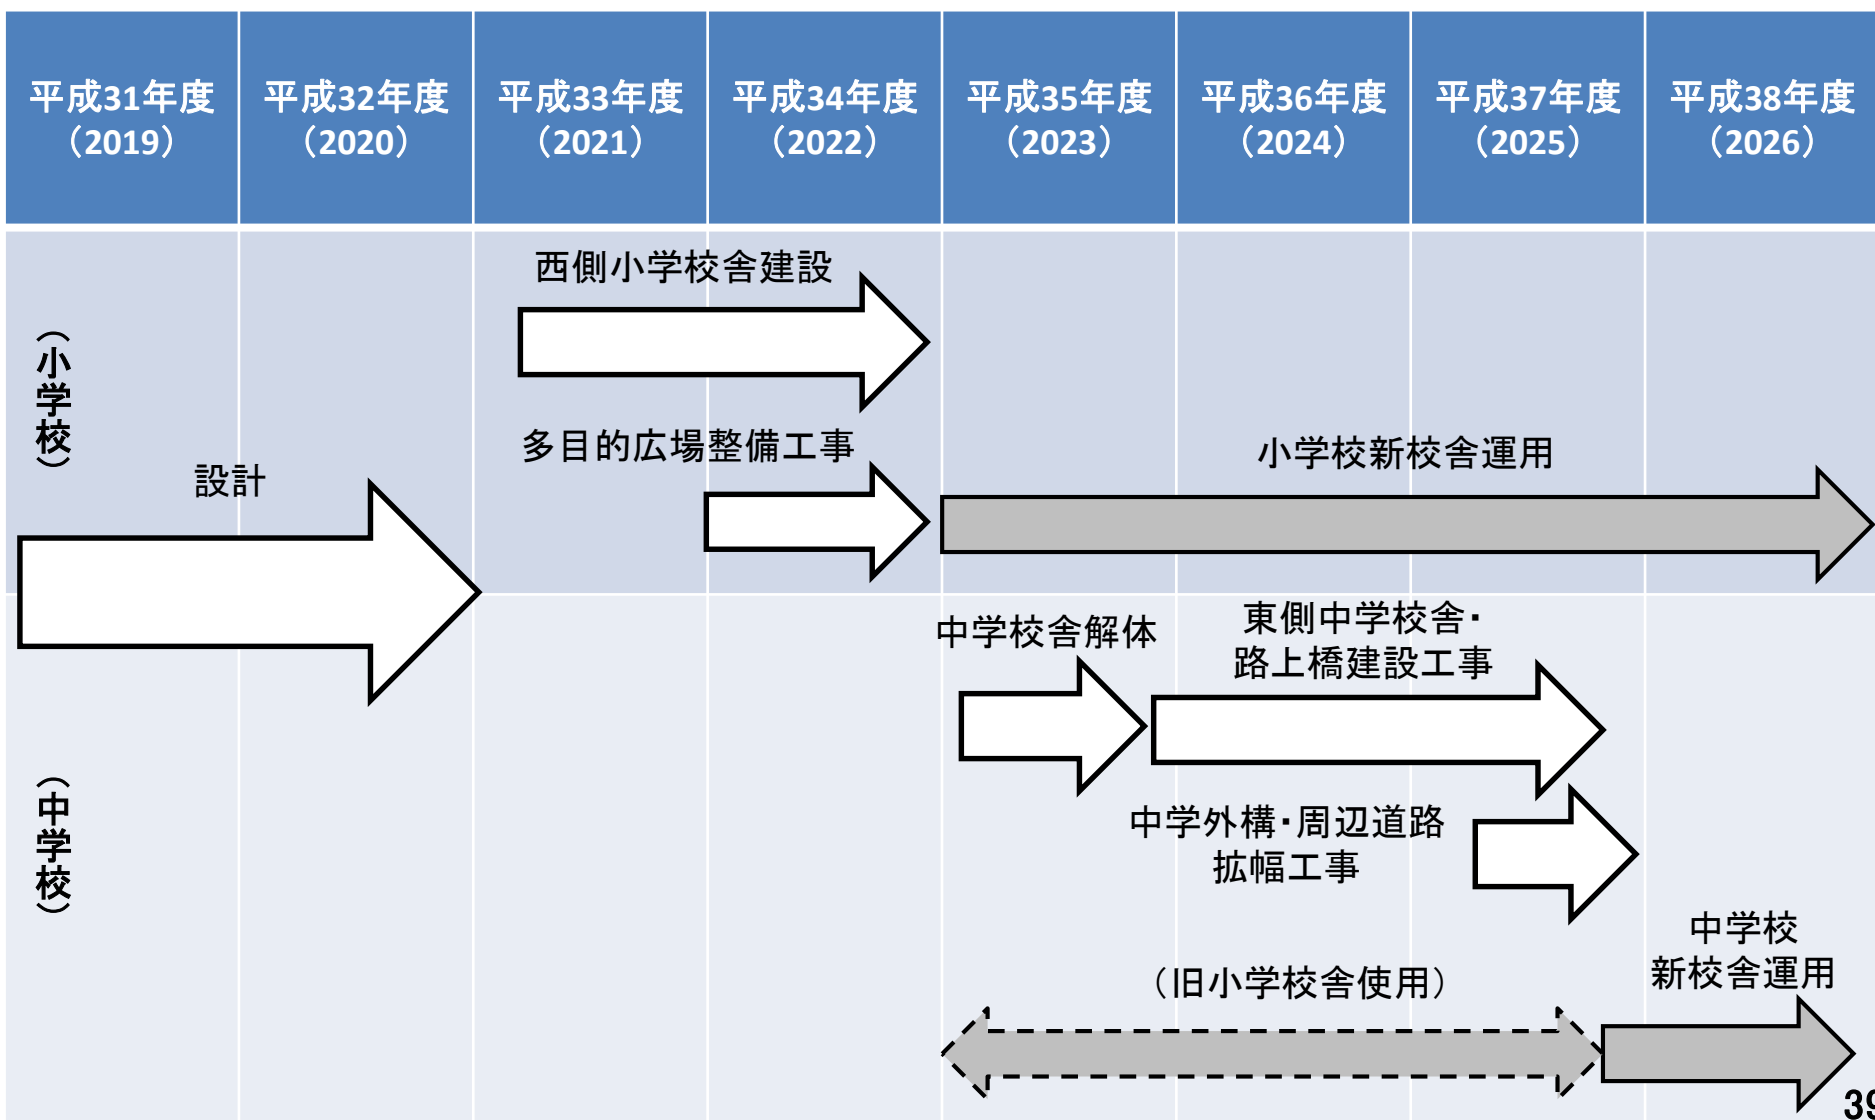 平成31年度
（2019）
平成32年度
（2020）
平成33年度
（2021）
平成34年度
（2022）
平成35年度
（2023）
平成36年度
（2024）
平成37年度
（2025）
平成38年度
（2026）
（小学校）
西側小学校舎建設
多目的広場整備工事
小学校新校舎運用
設計
（中学校）
中学校舎解体
東側中学校舎・
路上橋建設工事
中学外構・周辺道路
拡幅工事
（旧小学校舎使用）
中学校
新校舎運用
39